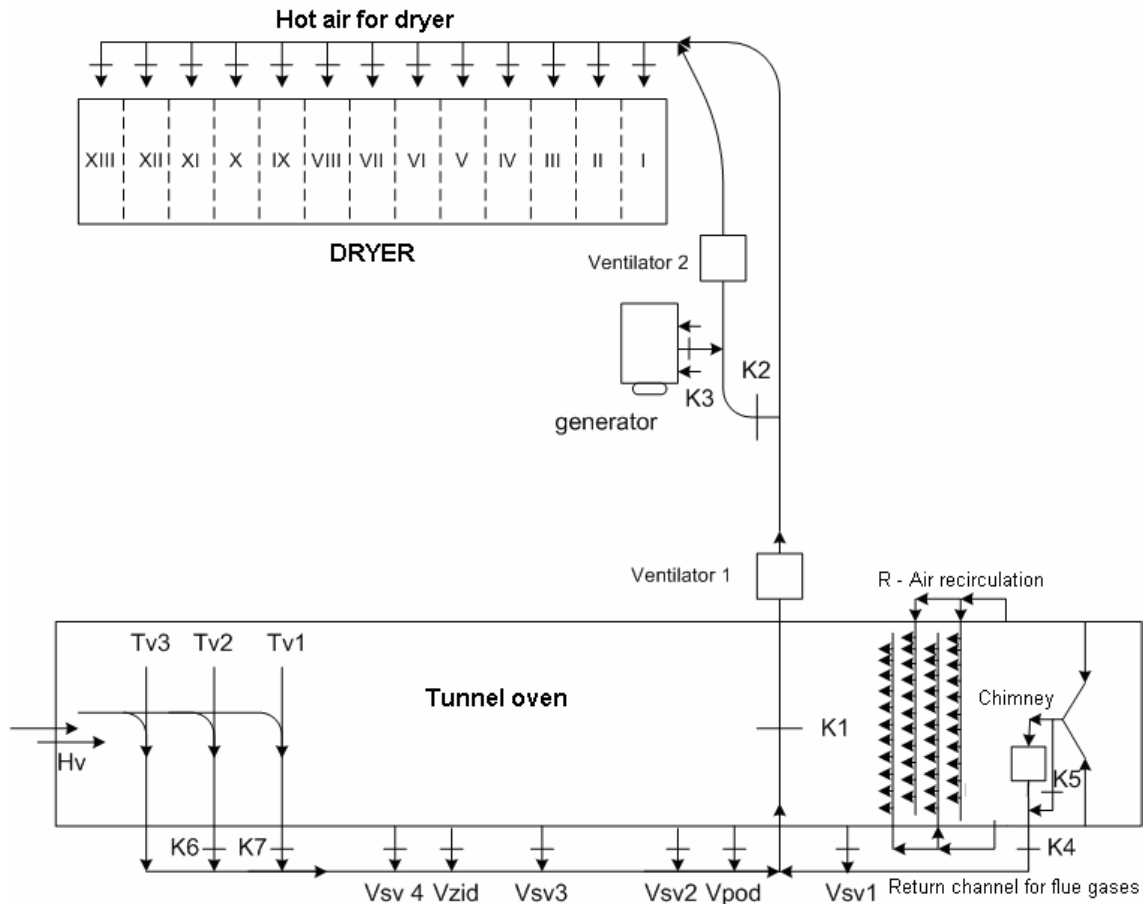 Hot air for dryer
XIII XII XI X IX VIII VII VI V IV III II I
DRYER
Ventilator 2
K2
K3
generator
Ventilator 1
R - Air recirculation
Tv3 Tv2 Tv1
Tunnel oven
Chimney
K1
Hv
K5
K6 K7 K4
Vsv 4 Vzid Vsv3 Vsv2 Vpod Vsv1
Return channel for flue gases